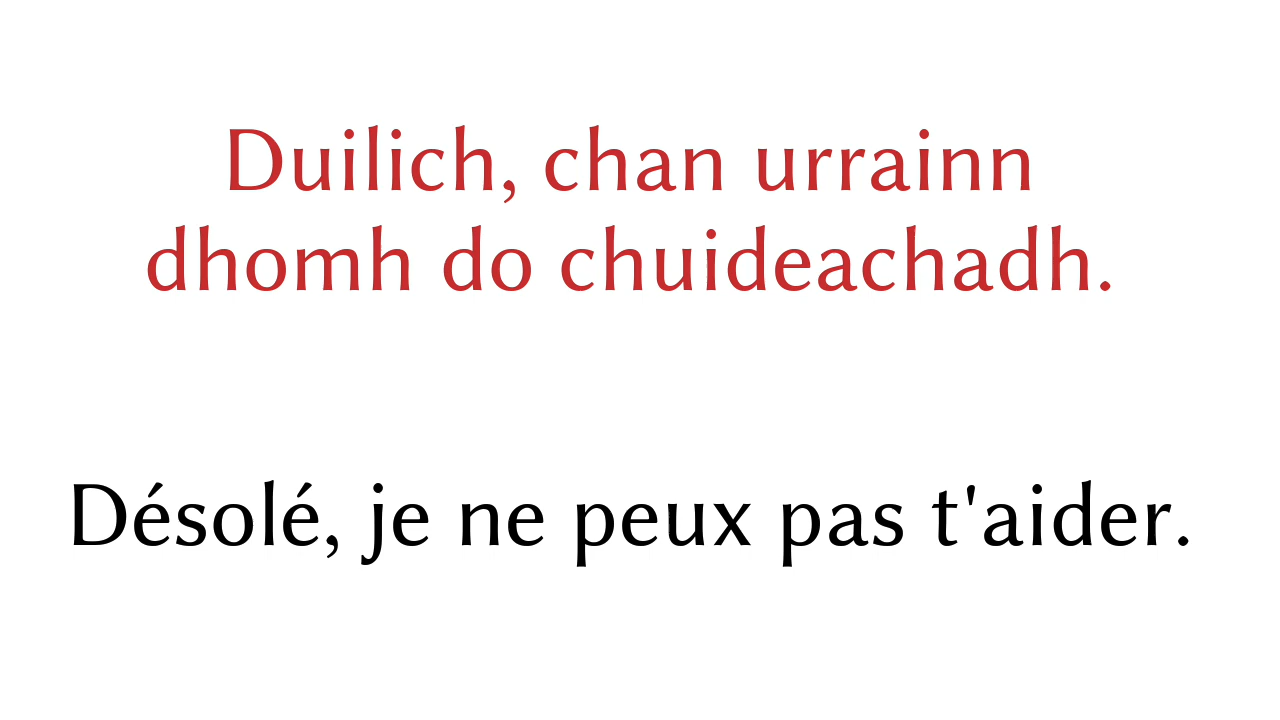 Duilich, chan urrainn
dhomh do chuideachadh.
Désolé, je ne peux pas t'aider.